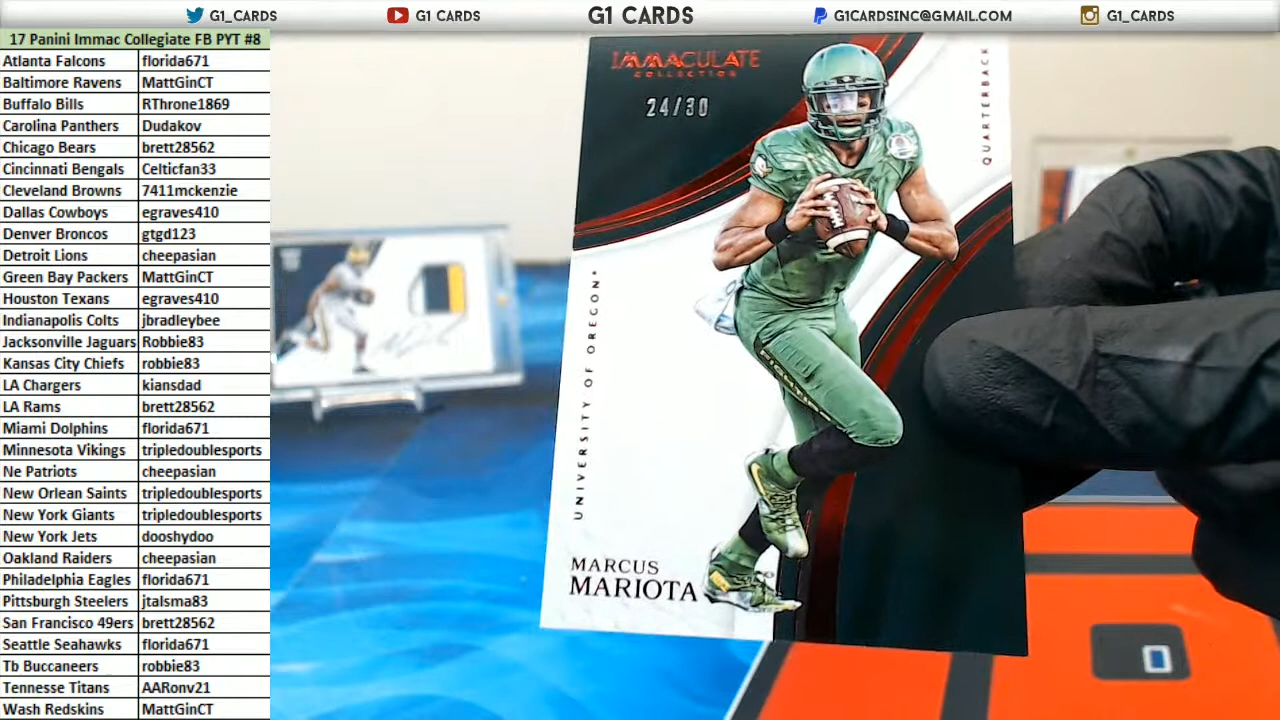 G1_CARDS
G1 CARDS
G1 CARDS
G1CARDSINC@GMAIL.COM
G1_CARDS
17 Panini Immac Collegiate FB PYT #8
Atlanta Falcons florida671
Baltimore Ravens MattGinCT
Buffalo Bills RThrone1869
Carolina Panthers Dudakov
Chicago Bears brett28562
Cincinnati Bengals Celticfan33
Cleveland Browns 7411mckenzie
Dallas Cowboys egraves410
Denver Broncos gtgd123
Detroit Lions cheepasian
Green Bay Packers MattGinCT
Houston Texans egraves410
Indianapolis Colts jbradleybee
Jacksonville Jaguars Robbie83
Kansas City Chiefs robbie83
LA Chargers kiansdad
LA Rams brett28562
Miami Dolphins florida671
Minnesota Vikings tripledoublesports
Ne Patriots cheepasian
New Orlean Saints tripledoublesports
New York Giants tripledoublesports
New York Jets dooshydoo
Oakland Raiders cheepasian
Philadelphia Eagles florida671
Pittsburgh Steelers jtalsma83
San Francisco 49ers brett28562
Seattle Seahawks florida671
Tb Buccaneers robbie83
Tennesse Titans AARonv21
Wash Redskins MattGinCT
IMMACULATE
COLLECTION
24/30
QUARTERBACK
UNIVERSITY OF OREGON
MARCUS
MARIOTA